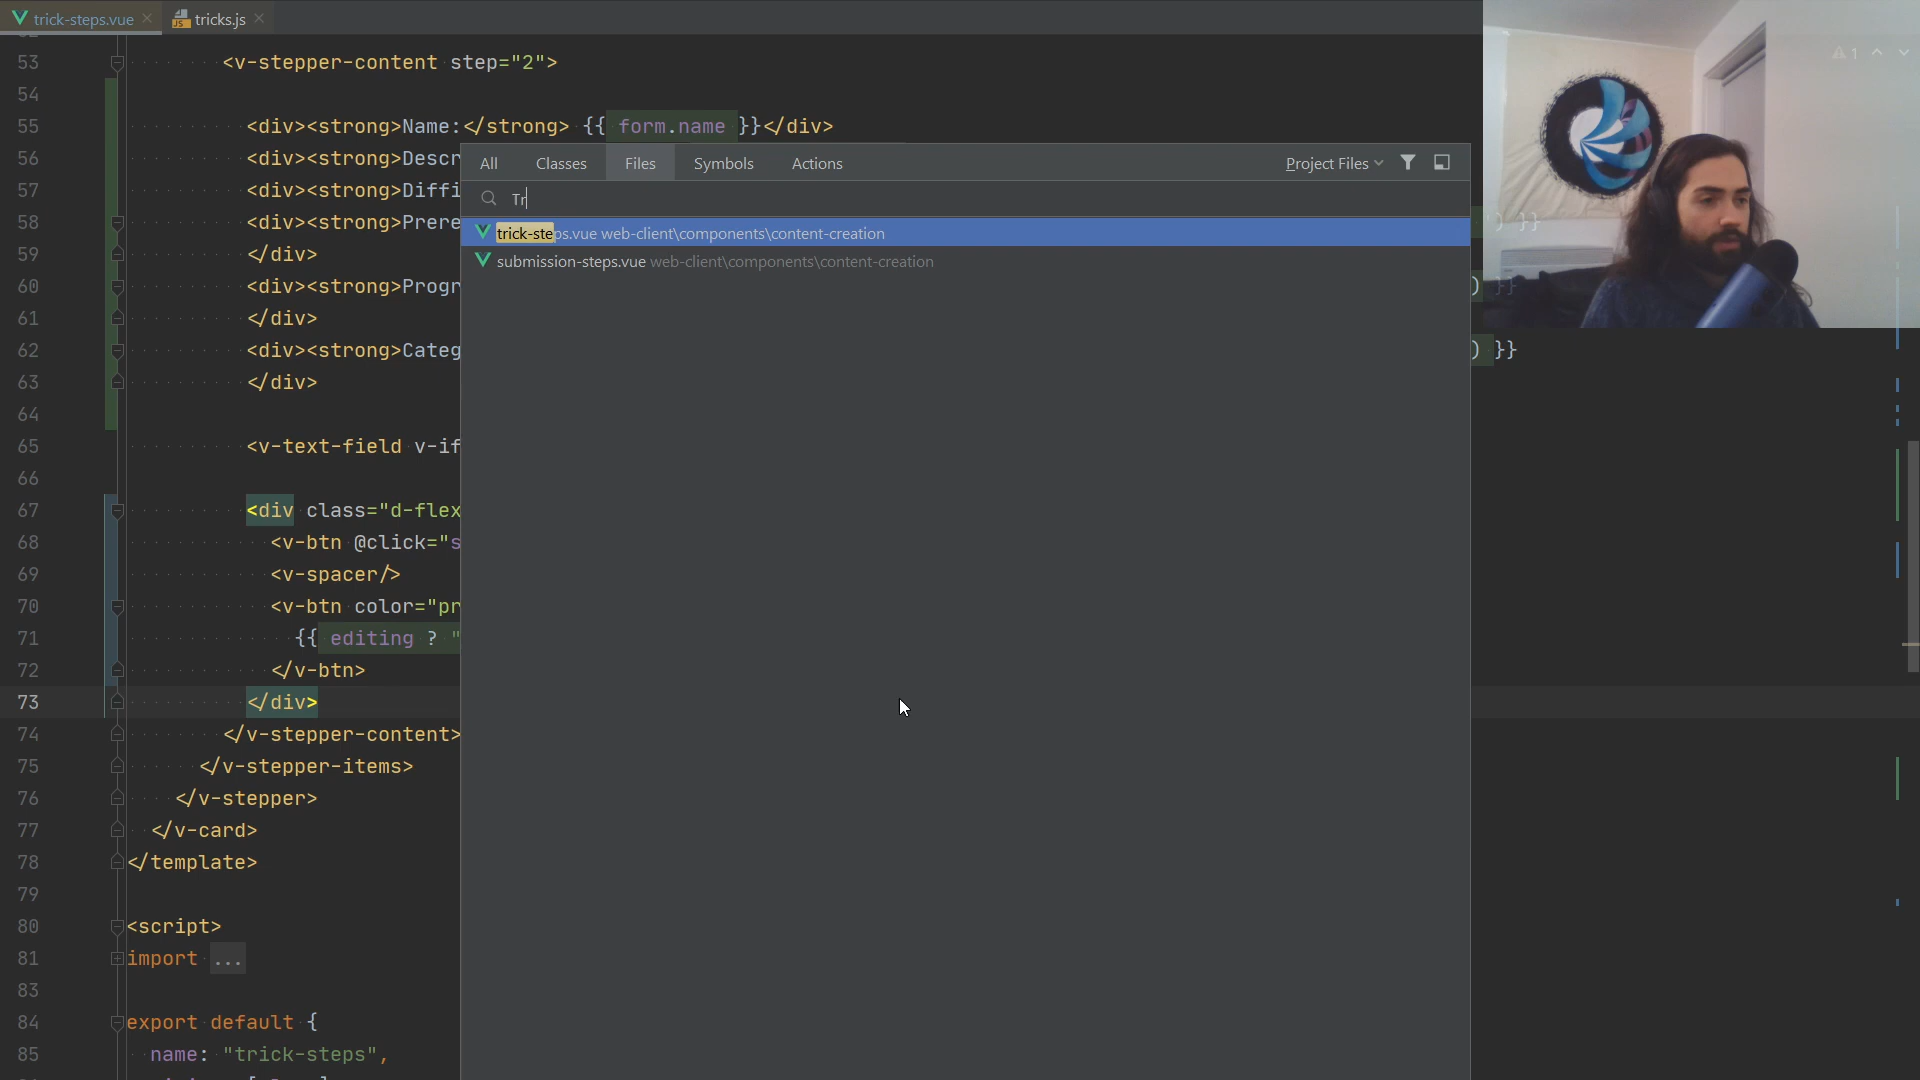 trick-steps.vue
tricks.js
53 <v-stepper-content step="2">
54
55 <div><strong>Name:</strong> {{ form.name }}</div>
56 <div><strong>Descr
57 <div><strong>Diffi
58 <div><strong>Prere
') }}
59 </div>
60 <div><strong>Progr
) }}
61 </div>
62 <div><strong>Categ
) }}
63 </div>
64
65 <v-text-field v-if
66
67 <div class="d-flex
68 <v-btn @click="s
69 <v-spacer/>
70 <v-btn color="pr
71 {{ editing ? "
72 </v-btn>
73 </div>
74 </v-stepper-content>
75 </v-stepper-items>
76 </v-stepper>
77 </v-card>
78 </template>
79
80 <script>
81 import ...
83
84 export default {
85 name: "trick-steps",
All Classes Files Symbols Actions Project Files
Tr
trick-steps.vue web-client\components\content-creation
submission-steps.vue web-client\components\content-creation
1